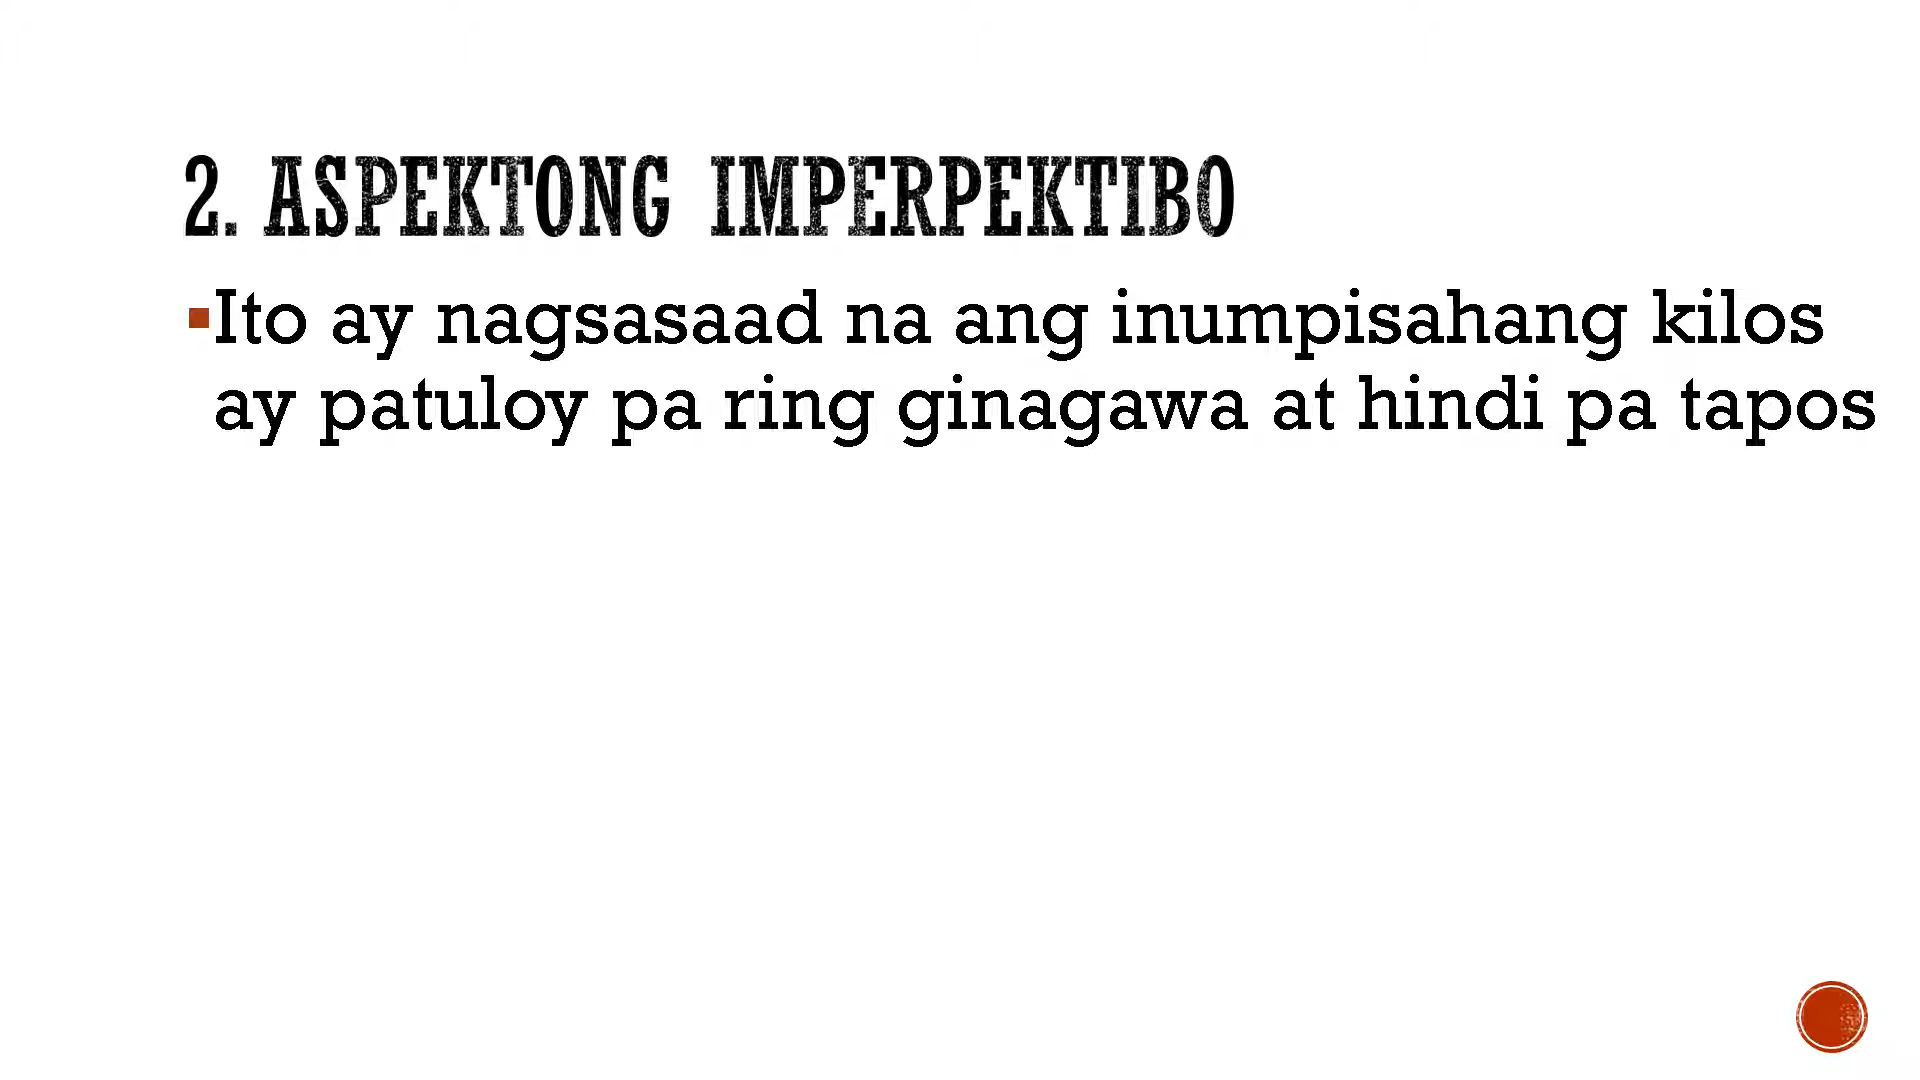 2. ASPEKTONG IMPERPEKTIBO
▪Ito ay nagsasaad na ang inumpisahang kilos
ay patuloy pa ring ginagawa at hindi pa tapos